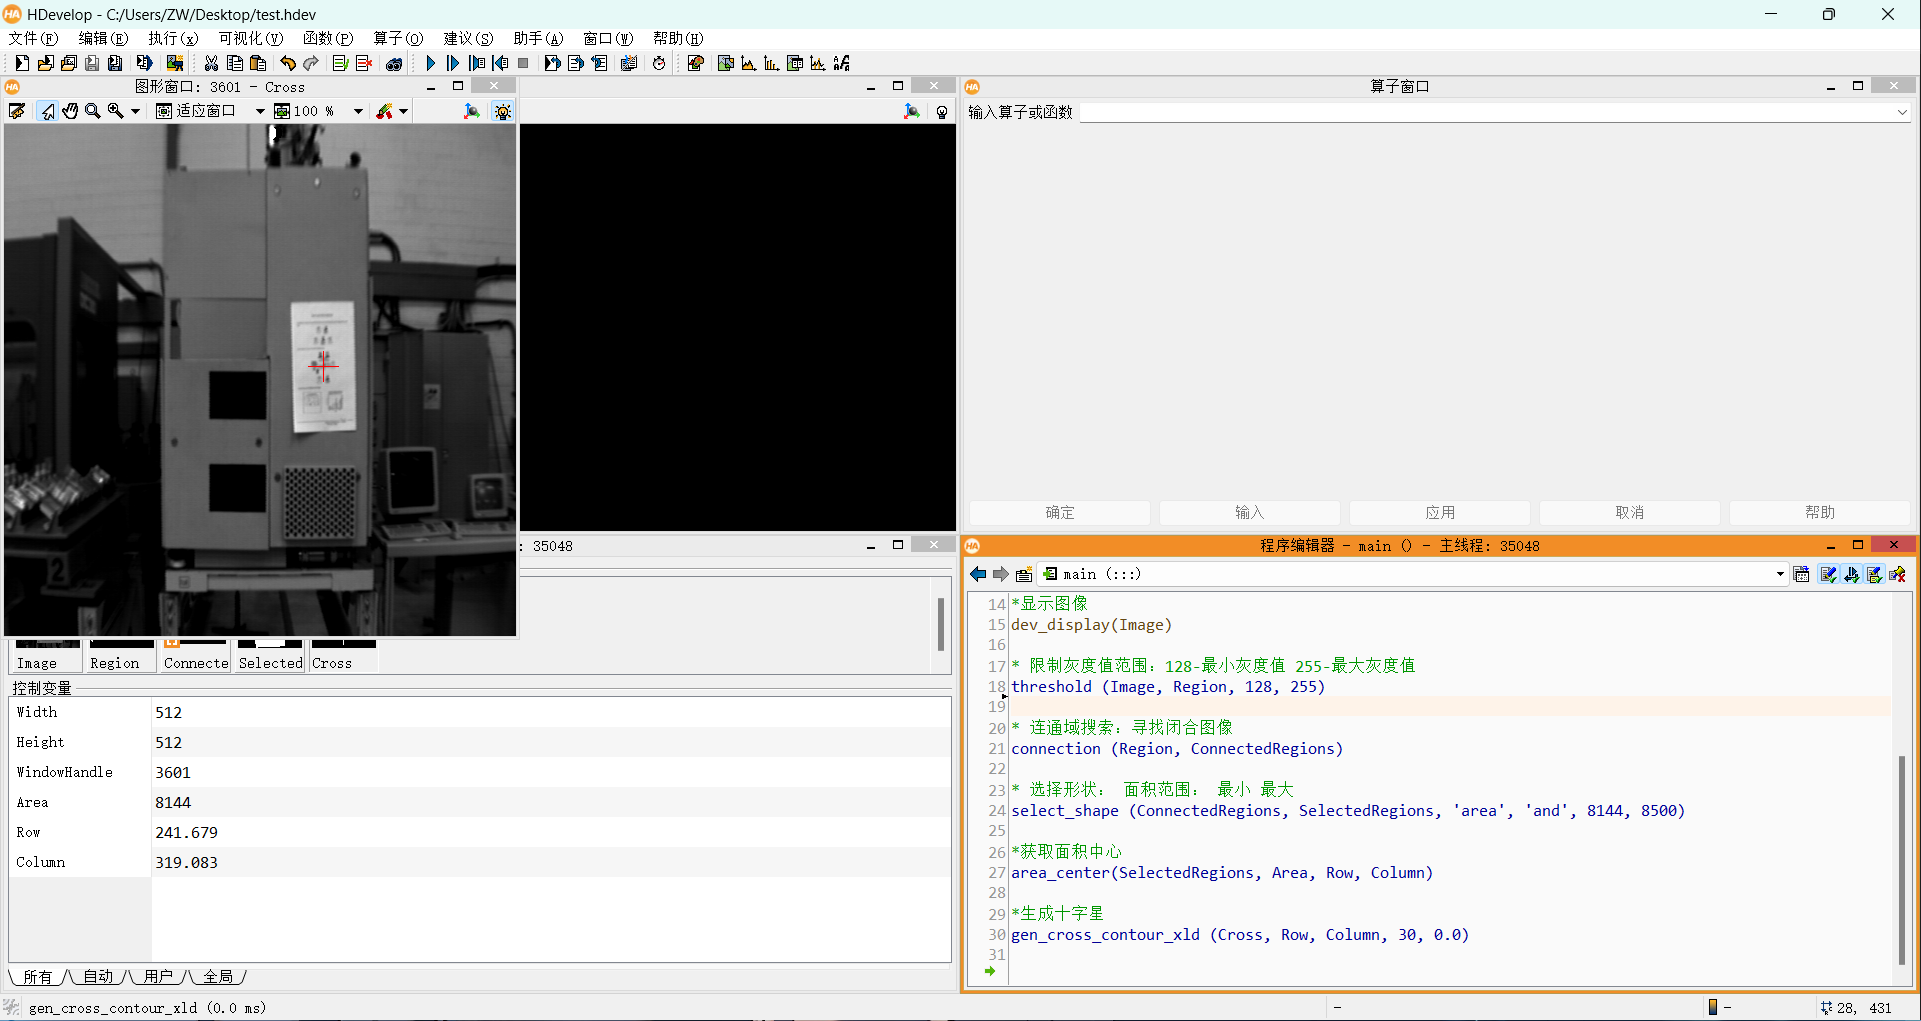 HDevelop - C:/Users/ZW/Desktop/test.hdev
文件(F) 编辑(E) 执行(x) 可视化(V) 函数(P) 算子(O) 建议(S) 助手(A) 窗口(W) 帮助(H)
图形窗口: 3601 - Cross
适应窗口 100 %
2
算子窗口
输入算子或函数
确定 输入 应用 取消 帮助
: 35048
Image Region Connecte Selected Cross
控制变量
Width 512
Height 512
WindowHandle 3601
Area 8144
Row 241.679
Column 319.083
所有 自动 用户 全局
程序编辑器 - main () - 主线程: 35048
main (:::)
14 *显示图像
15 dev_display(Image)
16
17 * 限制灰度值范围: 128-最小灰度值 255-最大灰度值
18 threshold (Image, Region, 128, 255)
19
20 * 连通域搜索: 寻找闭合图像
21 connection (Region, ConnectedRegions)
22
23 * 选择形状: 面积范围: 最小 最大
24 select_shape (ConnectedRegions, SelectedRegions, 'area', 'and', 8144, 8500)
25
26 *获取面积中心
27 area_center(SelectedRegions, Area, Row, Column)
28
29 *生成十字星
30 gen_cross_contour_xld (Cross, Row, Column, 30, 0.0)
31
gen_cross_contour_xld (0.0 ms) - - 28, 431